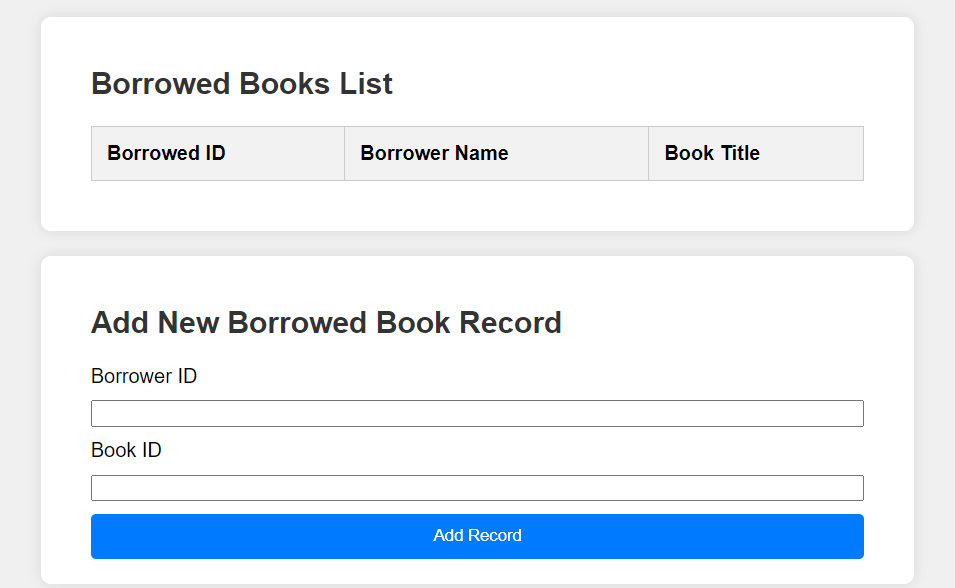 Borrowed Books List
Borrowed ID Borrower Name Book Title
Add New Borrowed Book Record
Borrower ID
Book ID
Add Record